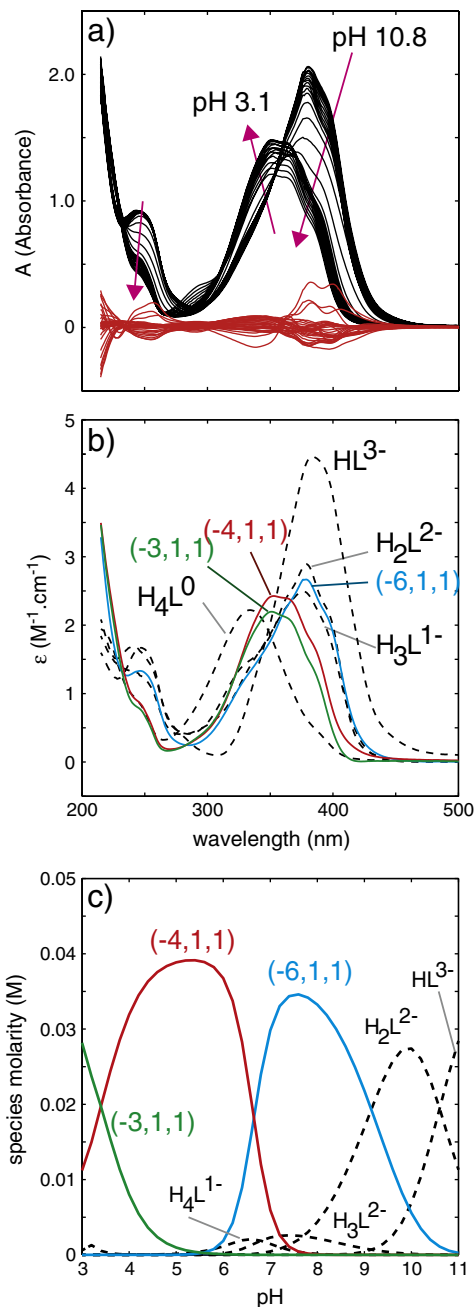 a)
pH 10.8
pH 3.1
2.0
1.0
0
A (Absorbance)
b)
HL3-
(-4,1,1)
(-3,1,1)
H2L2-
(-6,1,1)
H4L0
H3L1-
5
4
3
2
1
0
ε (M-1.cm-1)
200 300 400 500
wavelength (nm)
c)
0.05
0.04
0.03
0.02
0.01
0
species molarity (M)
(-4,1,1)
(-6,1,1)
HL3-
H2L2-
(-3,1,1)
H4L1-
H3L2-
3 4 5 6 7 8 9 10 11
pH